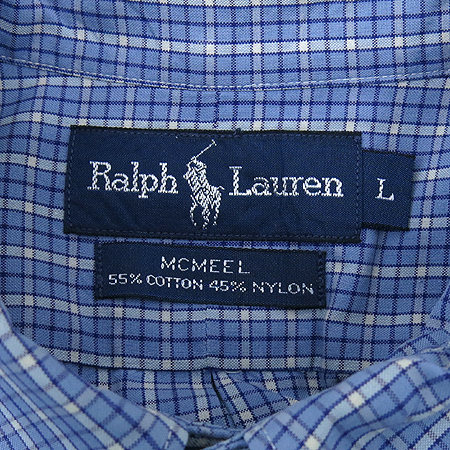 Ralph Lauren L
MCMEEL
55% COTTON 45% NYLON